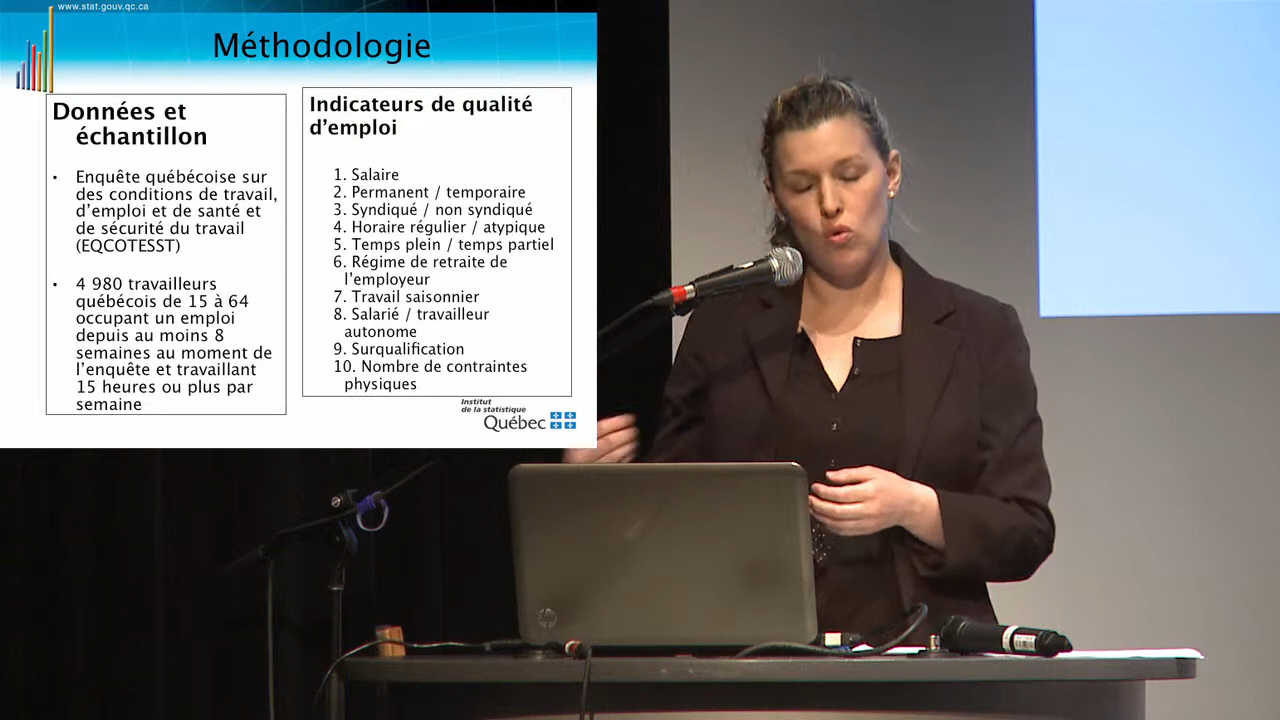 www.stat.gouv.qc.ca
Méthodologie
Données et
échantillon
• Enquête québécoise sur
des conditions de travail,
d'emploi et de santé et
de sécurité du travail
(EQCOTESST)
• 4 980 travailleurs
québécois de 15 à 64
occupant un emploi
depuis au moins 8
semaines au moment de
l'enquête et travaillant
15 heures ou plus par
semaine
Indicateurs de qualité
d'emploi
1. Salaire
2. Permanent / temporaire
3. Syndiqué / non syndiqué
4. Horaire régulier / atypique
5. Temps plein / temps partiel
6. Régime de retraite de
l'employeur
7. Travail saisonnier
8. Salarié / travailleur
autonome
9. Surqualification
10. Nombre de contraintes
physiques
Institut
de la statistique
Québec
hp